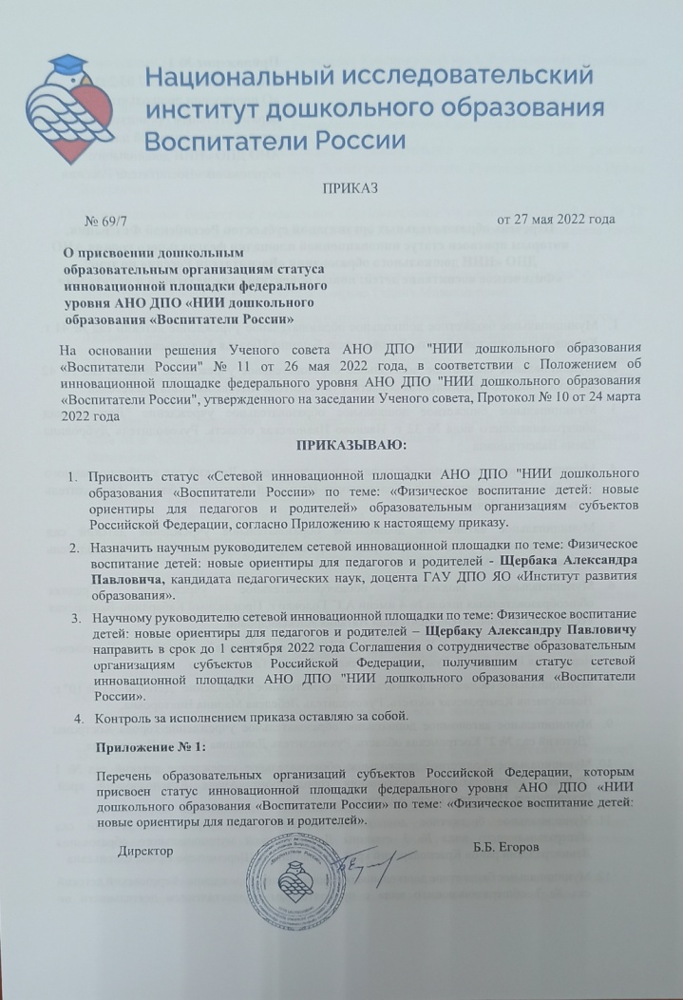 Национальный исследовательский
институт дошкольного образования
Воспитатели России
ПРИКАЗ
№ 69/7 от 27 мая 2022 года
О присвоении дошкольным
образовательным организациям статуса
инновационной площадки федерального
уровня АНО ДПО «НИИ дошкольного
образования «Воспитатели России»
На основании решения Ученого совета АНО ДПО "НИИ дошкольного образования
«Воспитатели России" № 11 от 26 мая 2022 года, в соответствии с Положением об
инновационной площадке федерального уровня АНО ДПО "НИИ дошкольного образования
«Воспитатели России", утвержденного на заседании Ученого совета, Протокол № 10 от 24 марта
2022 года
ПРИКАЗЫВАЮ:
1. Присвоить статус «Сетевой инновационной площадки АНО ДПО "НИИ дошкольного
образования «Воспитатели России» по теме: «Физическое воспитание детей: новые
ориентиры для педагогов и родителей» образовательным организациям субъектов
Российской Федерации, согласно Приложению к настоящему приказу.
2. Назначить научным руководителем сетевой инновационной площадки по теме: Физическое
воспитание детей: новые ориентиры для педагогов и родителей - Щербака Александра
Павловича, кандидата педагогических наук, доцента ГАУ ДПО ЯО «Институт развития
образования».
3. Научному руководителю сетевой инновационной площадки по теме: Физическое воспитание
детей: новые ориентиры для педагогов и родителей – Щербаку Александру Павловичу
направить в срок до 1 сентября 2022 года Соглашения о сотрудничестве образовательным
организациям субъектов Российской Федерации, получившим статус сетевой
инновационной площадки АНО ДПО "НИИ дошкольного образования «Воспитатели
России».
4. Контроль за исполнением приказа оставляю за собой.
Приложение № 1:
Перечень образовательных организаций субъектов Российской Федерации, которым
присвоен статус инновационной площадки федерального уровня АНО ДПО «НИИ
дошкольного образования «Воспитатели России» по теме: «Физическое воспитание детей:
новые ориентиры для педагогов и родителей».
Директор Б.Б. Егоров
«Воспитатели России»